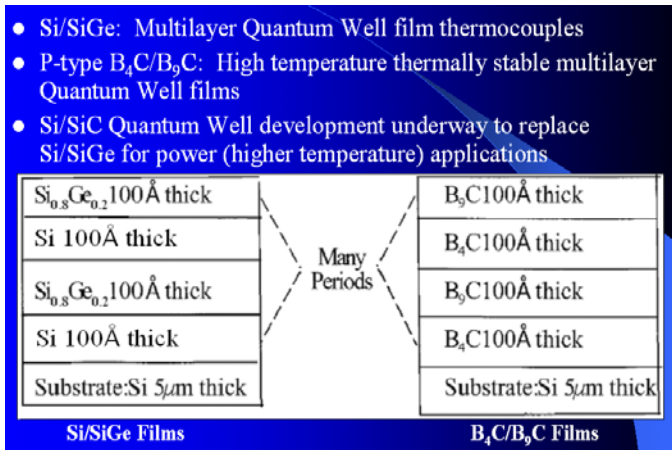 • Si/SiGe: Multilayer Quantum Well film thermocouples
• P-type B₄C/B₉C: High temperature thermally stable multilayer
Quantum Well films
• Si/SiC Quantum Well development underway to replace
Si/SiGe for power (higher temperature) applications
Si₀.₈Ge₀.₂100Å thick
Si 100Å thick
Si₀.₈Ge₀.₂100Å thick
Si 100Å thick
Substrate:Si 5μm thick
Many
Periods
B₉C100Å thick
B₄C100Å thick
B₉C100Å thick
B₄C100Å thick
Substrate:Si 5μm thick
Si/SiGe Films
B₄C/B₉C Films